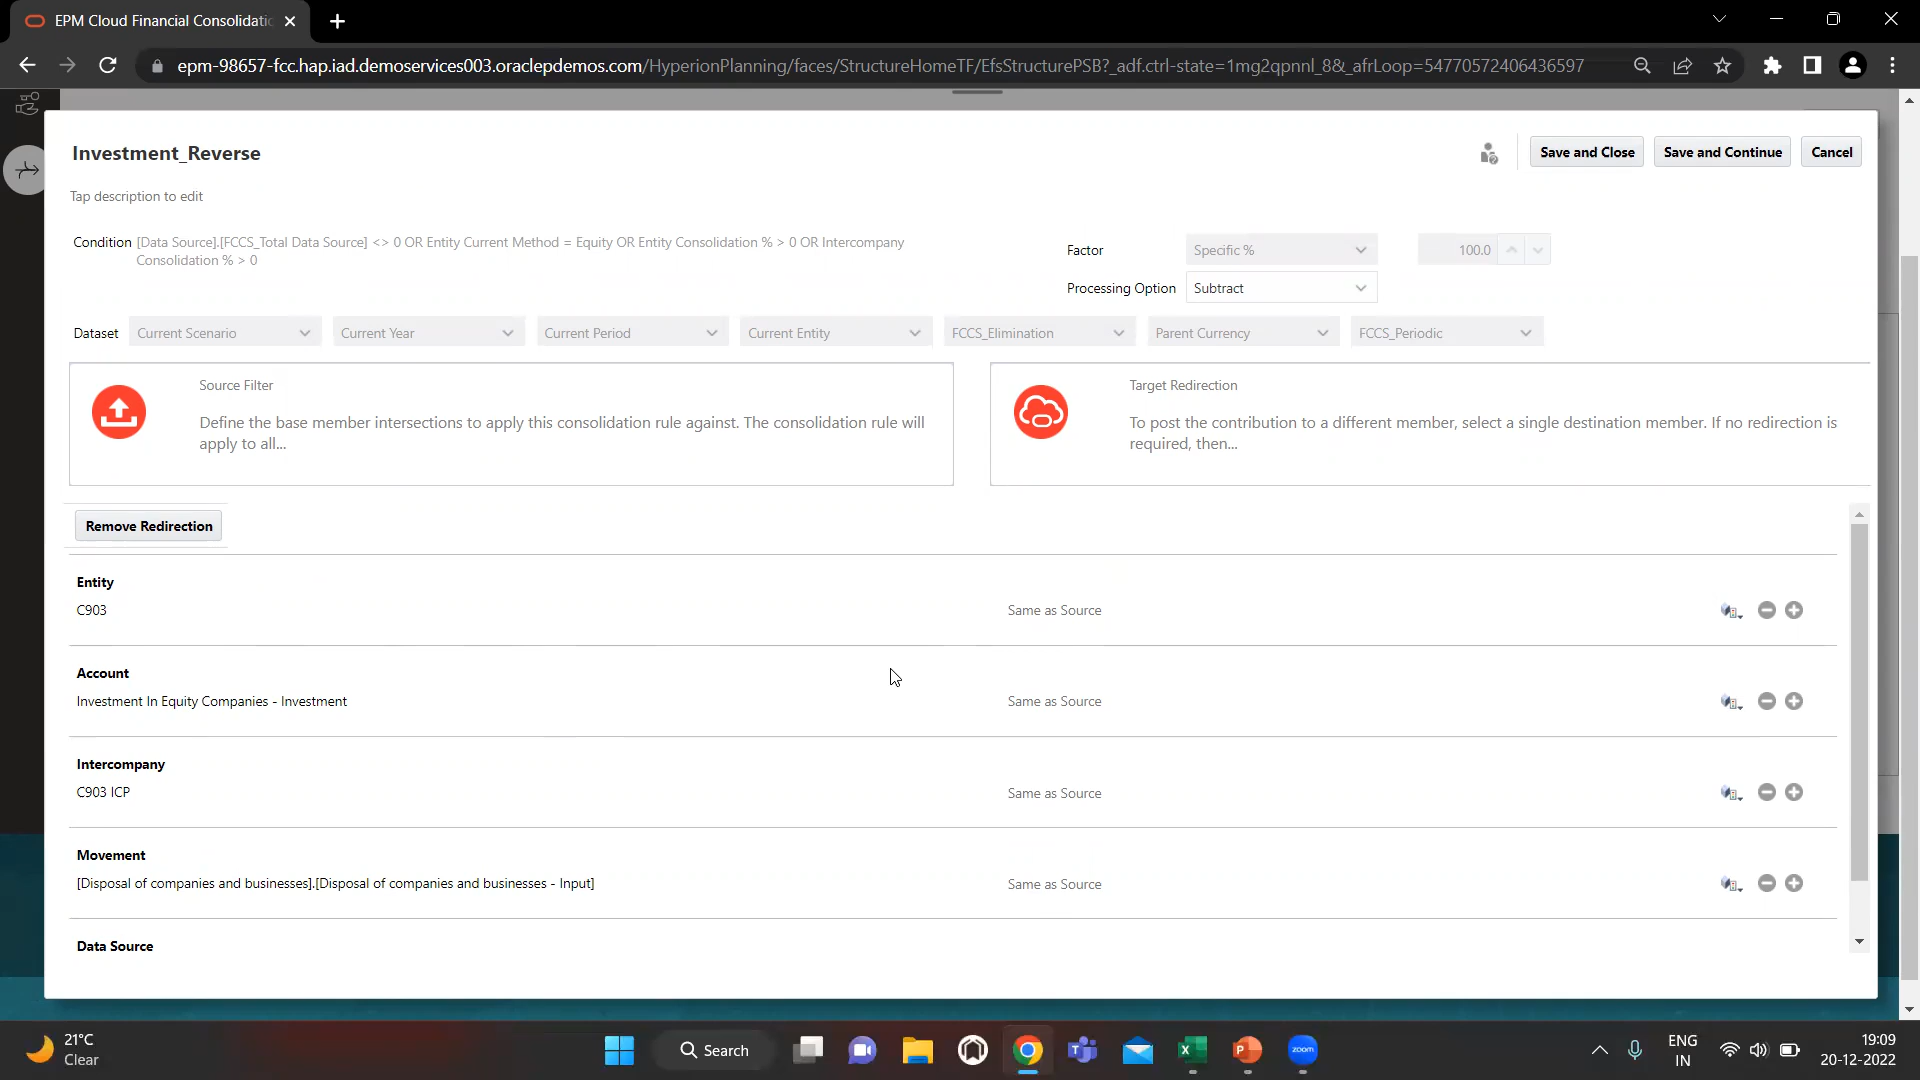 EPM Cloud Financial Consolidatic
epm-98657-fcc.hap.iad.demoservices003.oraclepdemos.com/HyperionPlanning/faces/StructureHomeTF/EfsStructurePSB?_adf.ctrl-state=1mg2qpnnl_8&_afrLoop=54770572406436597
Investment_Reverse
Save and Close
Save and Continue
Cancel
Tap description to edit
Condition [Data Source].[FCCS_Total Data Source] <> 0 OR Entity Current Method = Equity OR Entity Consolidation % > 0 OR Intercompany
Consolidation % > 0
Factor Specific % 100.0
Processing Option Subtract
Dataset Current Scenario Current Year Current Period Current Entity FCCS_Elimination Parent Currency FCCS_Periodic
Source Filter
Define the base member intersections to apply this consolidation rule against. The consolidation rule will
apply to all...
Target Redirection
To post the contribution to a different member, select a single destination member. If no redirection is
required, then...
Remove Redirection
Entity
C903 Same as Source
Account
Investment In Equity Companies - Investment Same as Source
Intercompany
C903 ICP Same as Source
Movement
[Disposal of companies and businesses].[Disposal of companies and businesses - Input] Same as Source
Data Source
21°C
Clear
Search
zoom
ENG
IN
19:09
20-12-2022